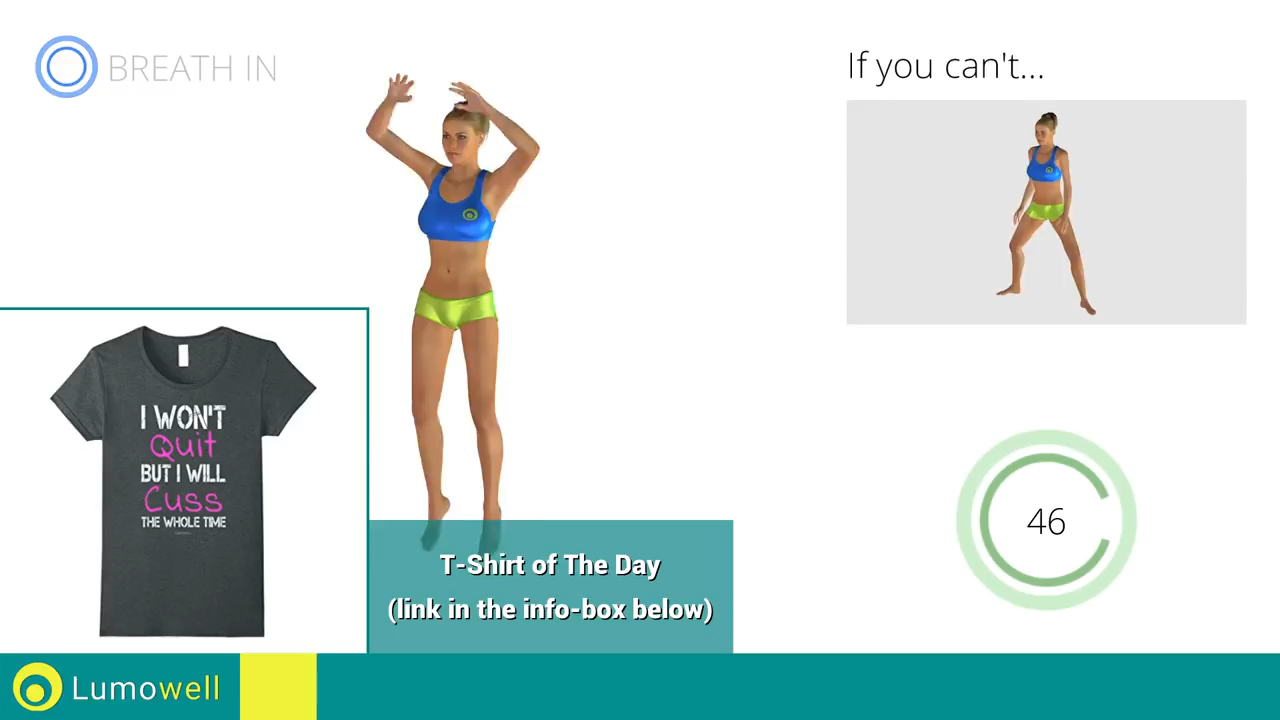 BREATH IN
If you can't...
I WON'T
Quit
BUT I WILL
Cuss
THE WHOLE TIME
46
T-Shirt of The Day
(link in the info-box below)
Lumowell